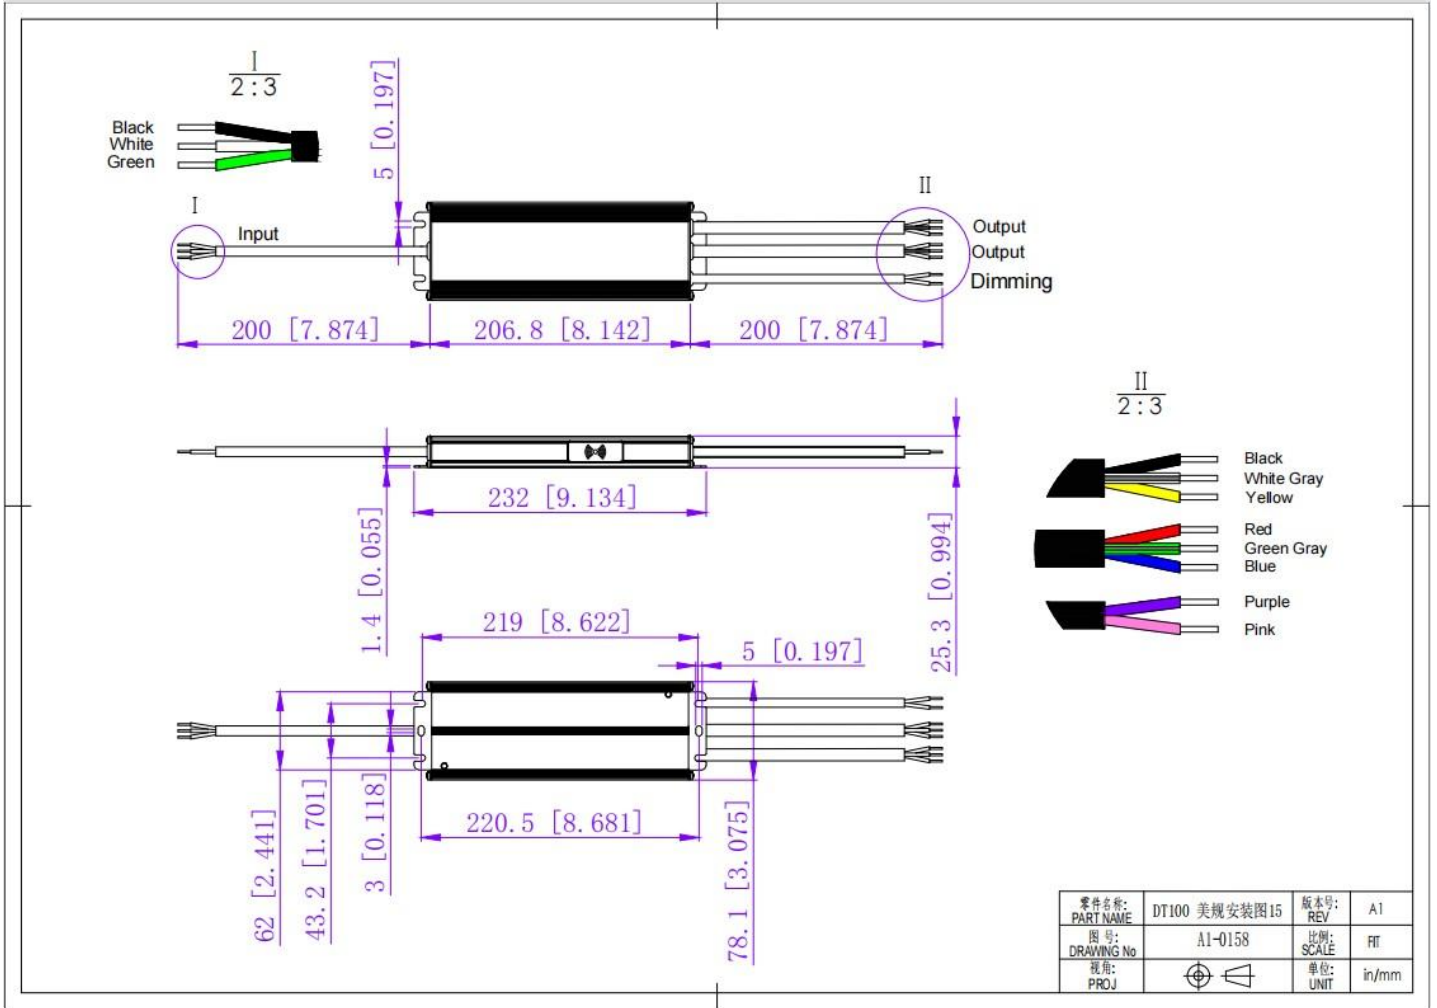 I
2:3
Black
White
Green
5 [0.197]
I
Input
II
Output
Output
Dimming
200 [7.874]
206.8 [8.142]
200 [7.874]
II
2:3
Black
White Gray
Yellow
Red
Green Gray
Blue
Purple
Pink
232 [9.134]
1.4 [0.055]
25.3 [0.994]
219 [8.622]
5 [0.197]
220.5 [8.681]
62 [2.441]
43.2 [1.701]
3 [0.118]
78.1 [3.075]
零件名称: DT100 美规安装图15 版本号: A1
PART NAME REV
图 号: A1-0158 比例: FIT
DRAWING No SCALE
视角: 单位: in/mm
PROJ UNIT